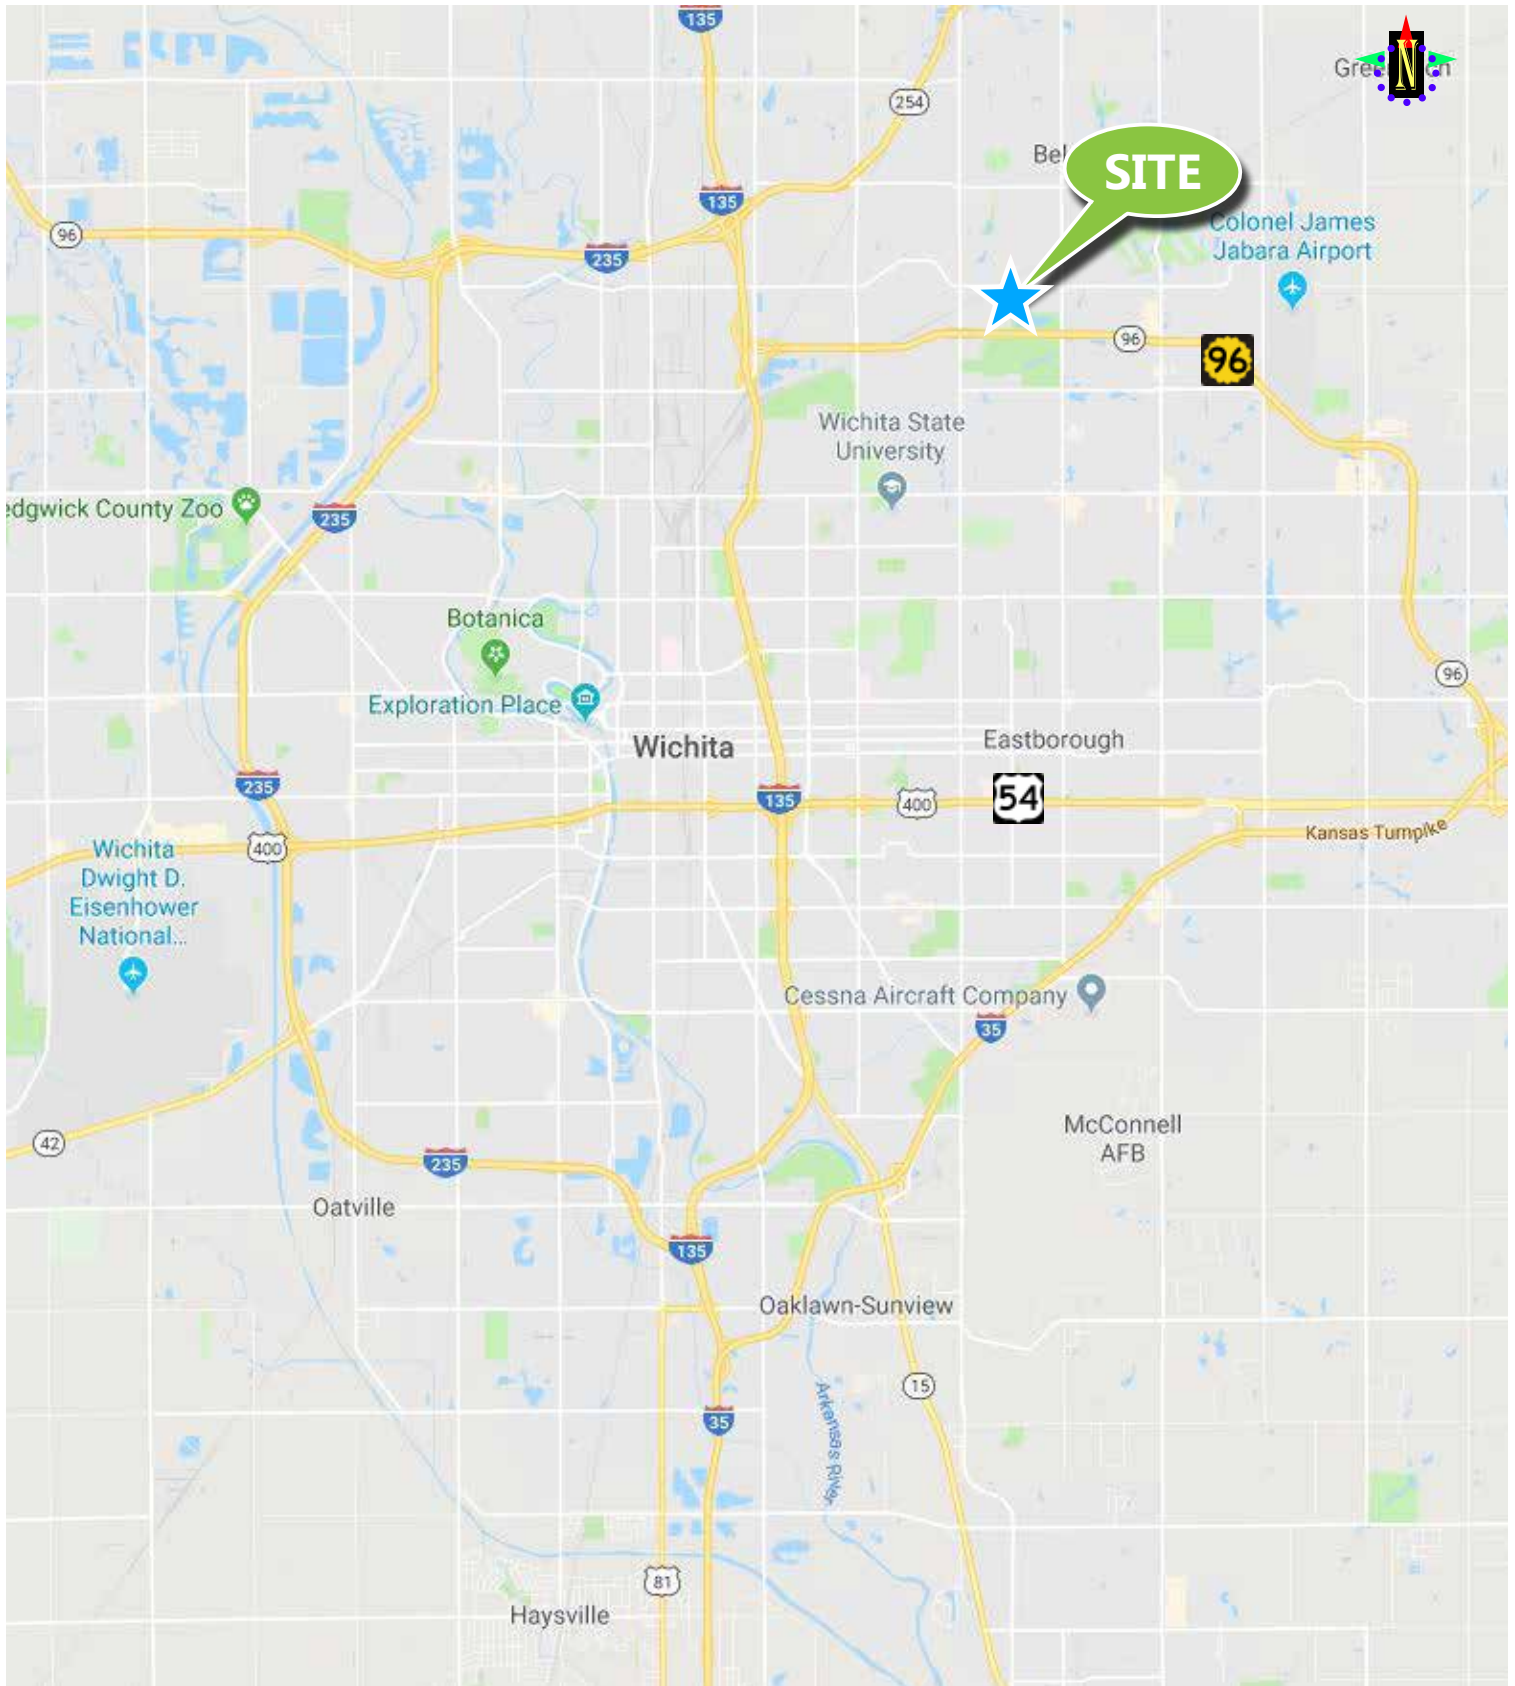 135
254
N
SITE
135
96
235
Colonel James
Jabara Airport
96
96
Wichita State
University
edgwick County Zoo
235
Botanica
Exploration Place
96
Wichita
Eastborough
235
135
400
54
Kansas Turnpike
400
Wichita
Dwight D.
Eisenhower
National...
Cessna Aircraft Company
35
McConnell
AFB
42
235
Oatville
135
Oaklawn-Sunview
15
Arkansas River
35
81
Haysville